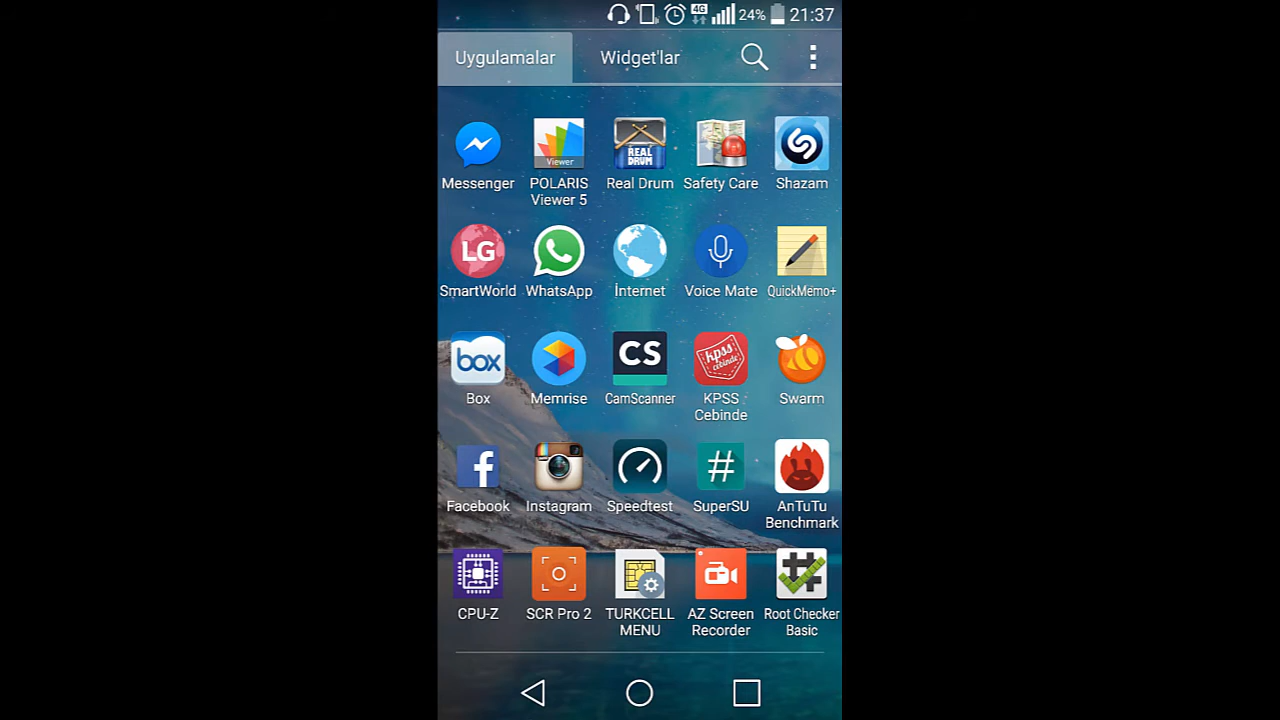 4G 24% 21:37
Uygulamalar Widget'lar
Viewer REAL
DRUM
Messenger POLARIS Real Drum Safety Care Shazam
Viewer 5
LG
SmartWorld WhatsApp İnternet Voice Mate QuickMemo+
box CS kpss
cebinde
Box Memrise CamScanner KPSS Swarm
Cebinde
f #
Facebook Instagram Speedtest SuperSU AnTuTu
Benchmark
CPU-Z SCR Pro 2 TURKCELL AZ Screen Root Checker
MENU Recorder Basic